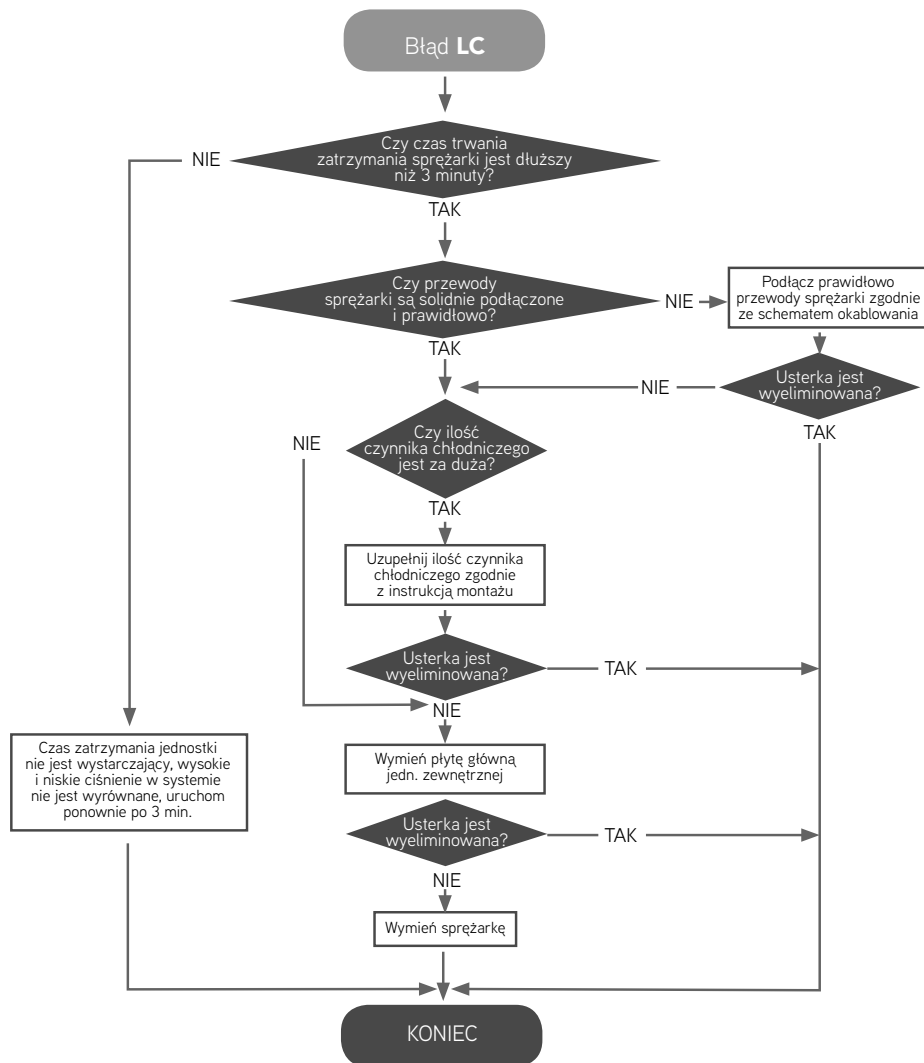 Błąd LC
Czy czas trwania
zatrzymania sprężarki jest dłuższy
niż 3 minuty?
NIE
TAK
Czy przewody
sprężarki są solidnie podłączone
i prawidłowo?
NIE
Podłącz prawidłowo
przewody sprężarki zgodnie
ze schematem okablowania
TAK
Usterka jest
wyeliminowana?
NIE
TAK
Czy ilość
czynnika chłodniczego
jest za duża?
NIE
TAK
Uzupełnij ilość czynnika
chłodniczego zgodnie
z instrukcją montażu
Usterka jest
wyeliminowana?
TAK
NIE
Czas zatrzymania jednostki
nie jest wystarczający, wysokie
i niskie ciśnienie w systemie
nie jest wyrównane, uruchom
ponownie po 3 min.
Wymień płytę główną
jedn. zewnętrznej
Usterka jest
wyeliminowana?
TAK
NIE
Wymień sprężarkę
KONIEC